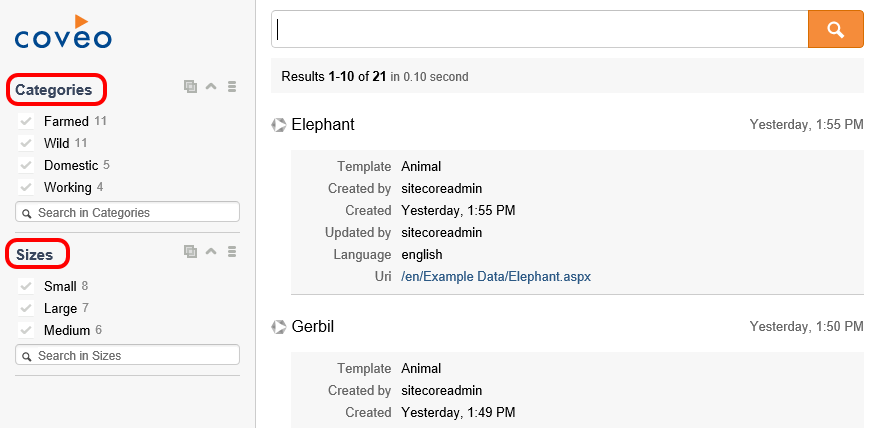 coveo
Categories
Farmed 11
Wild 11
Domestic 5
Working 4
Search in Categories
Sizes
Small 8
Large 7
Medium 6
Search in Sizes
Results 1-10 of 21 in 0.10 second
Elephant Yesterday, 1:55 PM
Template Animal
Created by sitecoreadmin
Created Yesterday, 1:55 PM
Updated by sitecoreadmin
Language english
Uri /en/Example Data/Elephant.aspx
Gerbil Yesterday, 1:50 PM
Template Animal
Created by sitecoreadmin
Created Yesterday, 1:49 PM